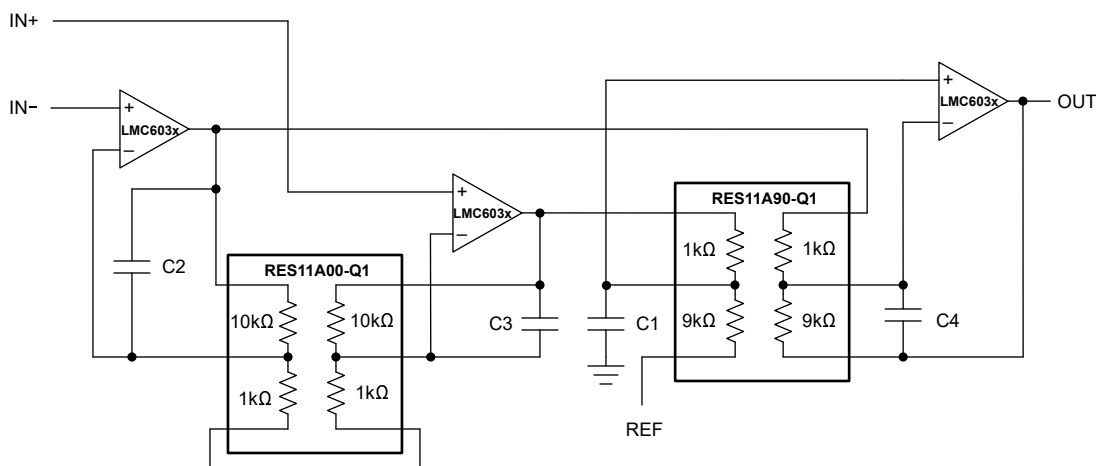 IN+
IN−
+
LMC603x
−
C2
RES11A00-Q1
10kΩ
10kΩ
1kΩ
1kΩ
+
LMC603x
−
C3
C1
RES11A90-Q1
1kΩ
1kΩ
9kΩ
9kΩ
REF
C4
+
LMC603x
−
OUT